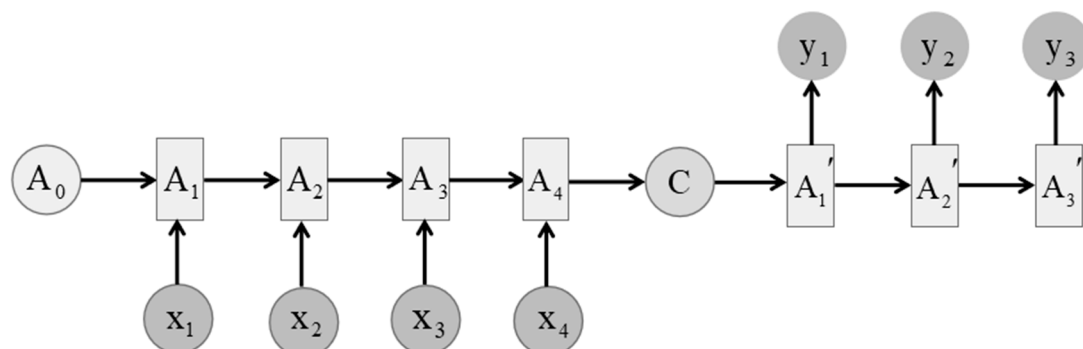 y₁ y₂ y₃
A₀ A₁ A₂ A₃ A₄ C A₁′ A₂′ A₃′
x₁ x₂ x₃ x₄